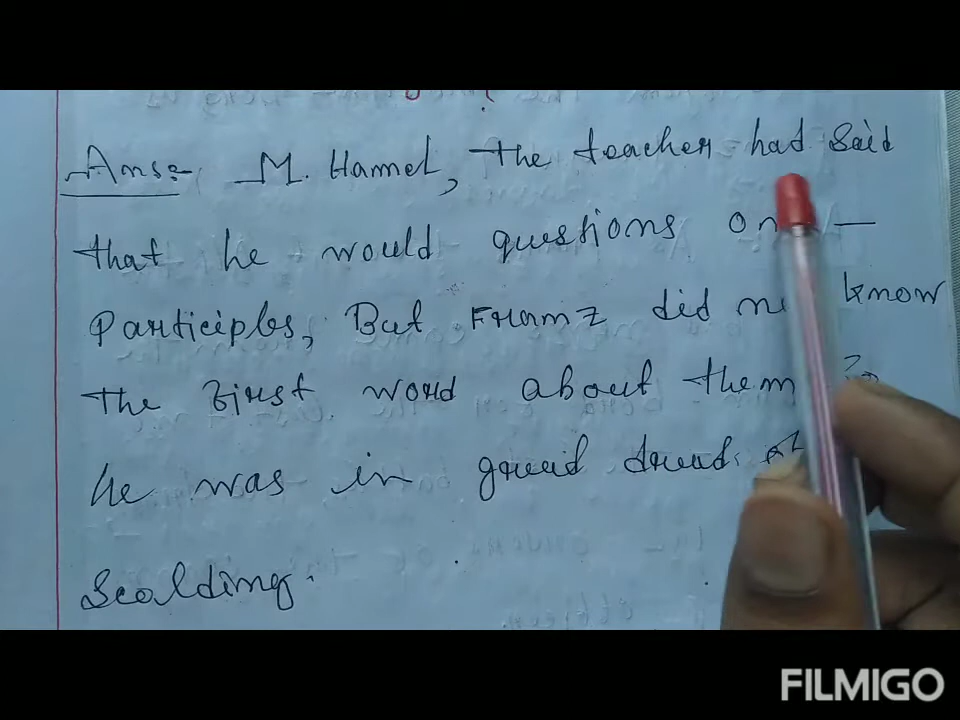 Ans:- M. Hamel, the teacher had said
that he would questions on —
Participles, But Franz did know
the first word about them
he was in great dread of
Scolding.
FILMIGO